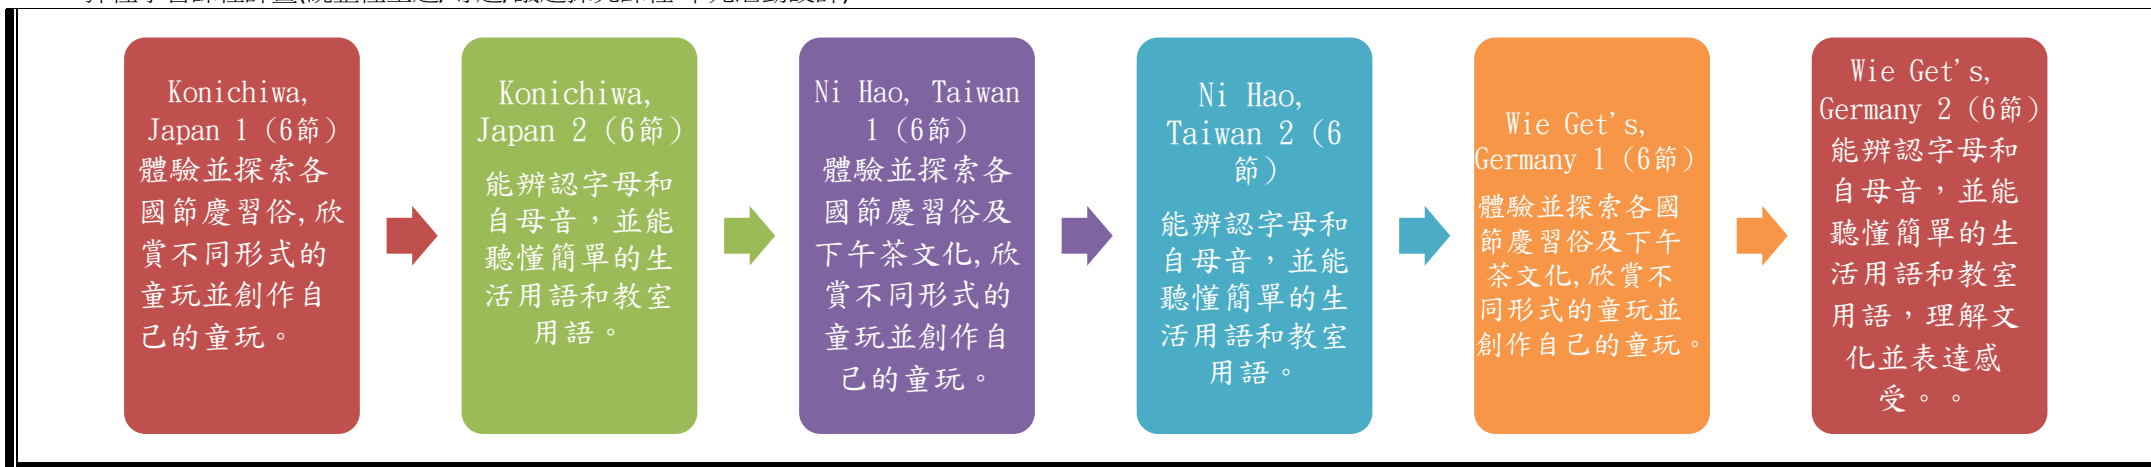 Konichiwa,
Japan 1 (6節)
體驗並探索各
國節慶習俗,欣
賞不同形式的
童玩並創作自
己的童玩。
Konichiwa,
Japan 2 (6節)
能辨認字母和
自母音，並能
聽懂簡單的生
活用語和教室
用語。
Ni Hao, Taiwan
1 (6節)
體驗並探索各
國節慶習俗及
下午茶文化,欣
賞不同形式的
童玩並創作自
己的童玩。
Ni Hao,
Taiwan 2 (6
節)
能辨認字母和
自母音，並能
聽懂簡單的生
活用語和教室
用語。
Wie Get's,
Germany 1 (6節)
體驗並探索各國
節慶習俗及下午
茶文化,欣賞不
同形式的童玩並
創作自己的童玩。
Wie Get's,
Germany 2 (6節)
能辨認字母和
自母音，並能
聽懂簡單的生
活用語和教室
用語，理解文
化並表達感
受。。